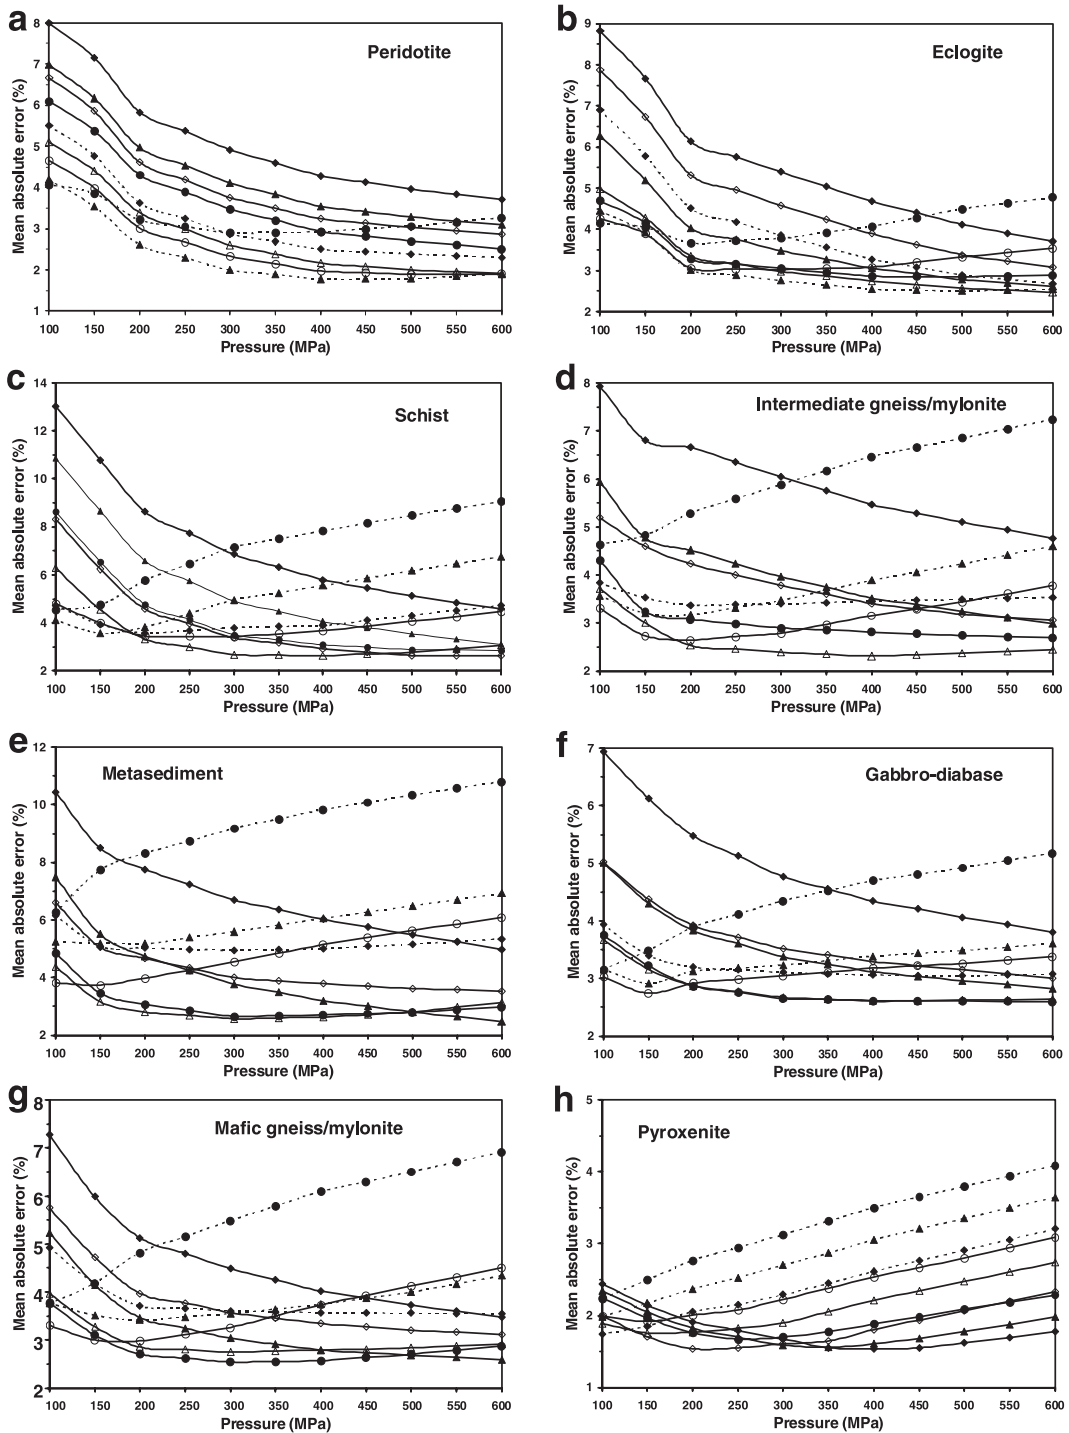 a
8
7
6
5
4
3
2
1
Mean absolute error (%)
Peridotite
100 150 200 250 300 350 400 450 500 550 600
Pressure (MPa)
b
9
8
7
6
5
4
3
2
Mean absolute error (%)
Eclogite
100 150 200 250 300 350 400 450 500 550 600
Pressure (MPa)
c
14
12
10
8
6
4
2
Mean absolute error (%)
Schist
100 150 200 250 300 350 400 450 500 550 600
Pressure (MPa)
d
8
7
6
5
4
3
2
Mean absolute error (%)
Intermediate gneiss/mylonite
100 150 200 250 300 350 400 450 500 550 600
Pressure (MPa)
e
12
10
8
6
4
2
Mean absolute error (%)
Metasediment
100 150 200 250 300 350 400 450 500 550 600
Pressure (MPa)
f
7
6
5
4
3
2
Mean absolute error (%)
Gabbro-diabase
100 150 200 250 300 350 400 450 500 550 600
Pressure (MPa)
g
8
7
6
5
4
3
2
Mean absolute error (%)
Mafic gneiss/mylonite
100 150 200 250 300 350 400 450 500 550 600
Pressure (MPa)
h
5
4
3
2
1
Mean absolute error (%)
Pyroxenite
100 150 200 250 300 350 400 450 500 550 600
Pressure (MPa)